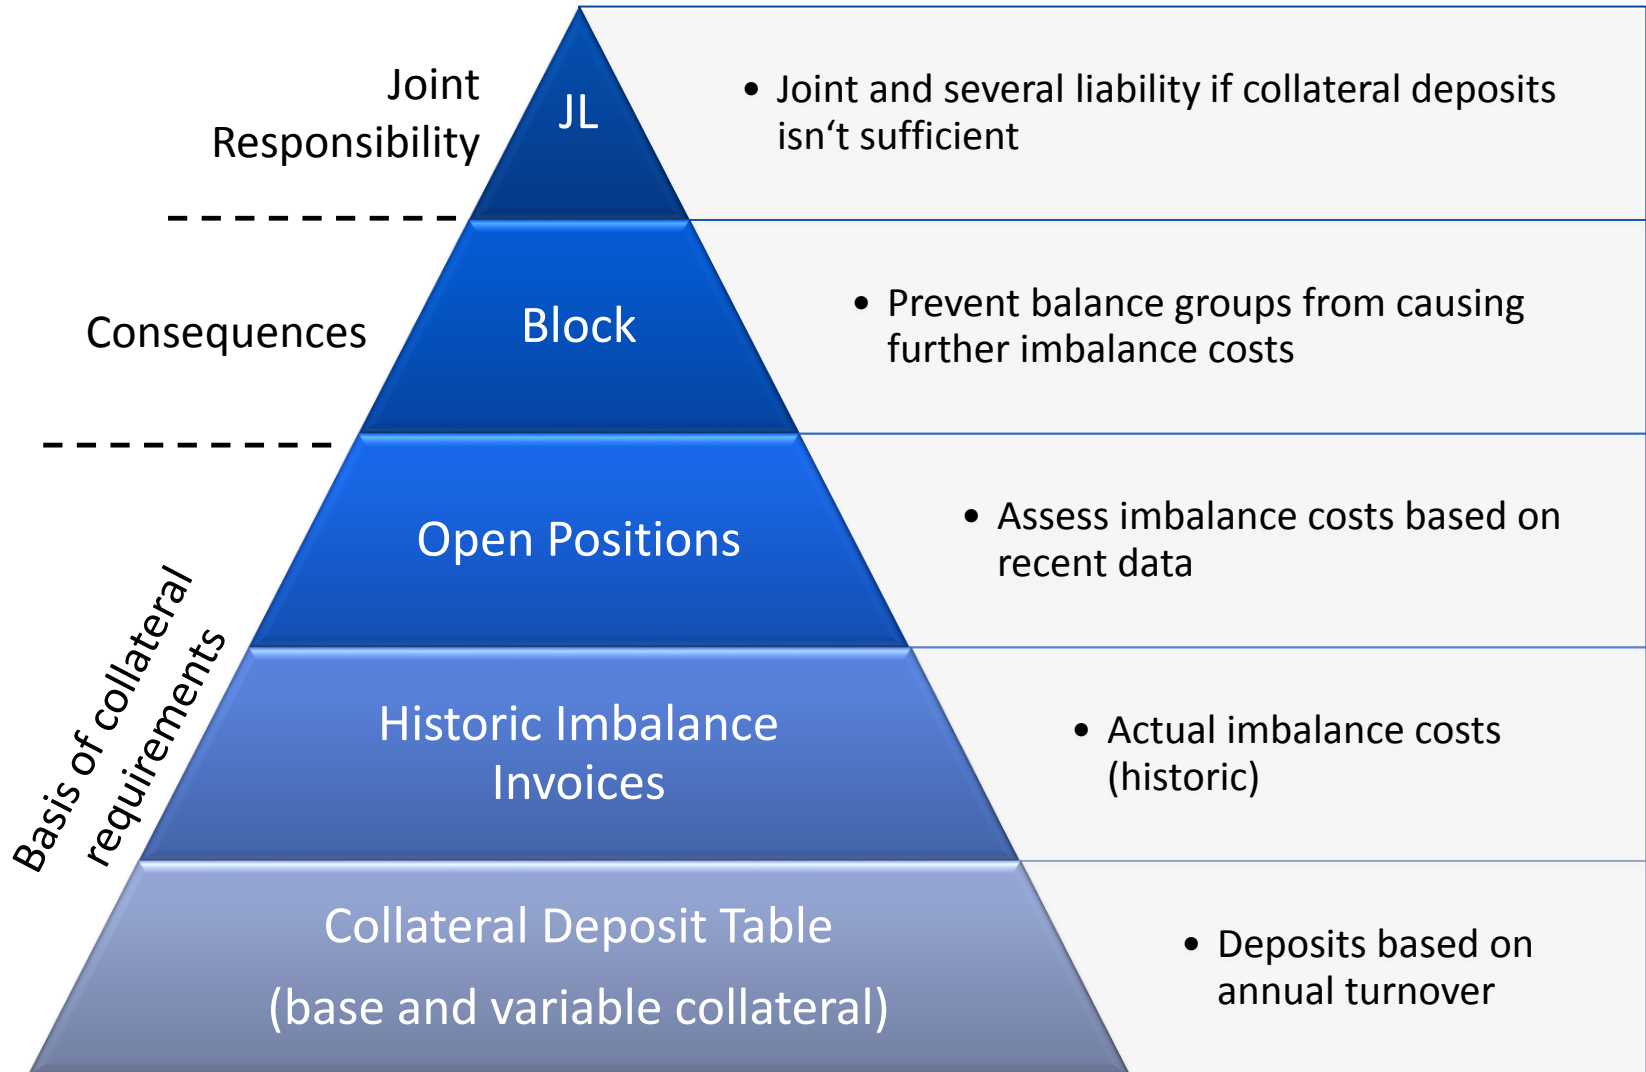 Joint
Responsibility
JL
• Joint and several liability if collateral deposits
isn‘t sufficient
Consequences
Block
• Prevent balance groups from causing
further imbalance costs
Open Positions
• Assess imbalance costs based on
recent data
Basis of collateral
requirements
Historic Imbalance
Invoices
• Actual imbalance costs
(historic)
Collateral Deposit Table
(base and variable collateral)
• Deposits based on
annual turnover